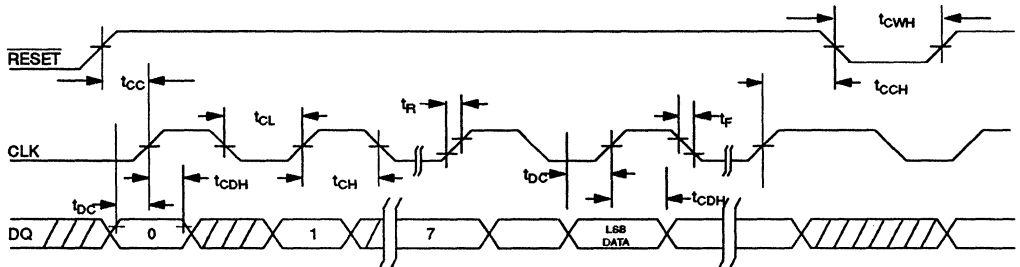 tCWH
RESET
tCC
tCCH
tR
tCL
tF
CLK
tCDH
tCH
tDC
tCDH
tDC
DQ
0
1
7
LSB
DATA